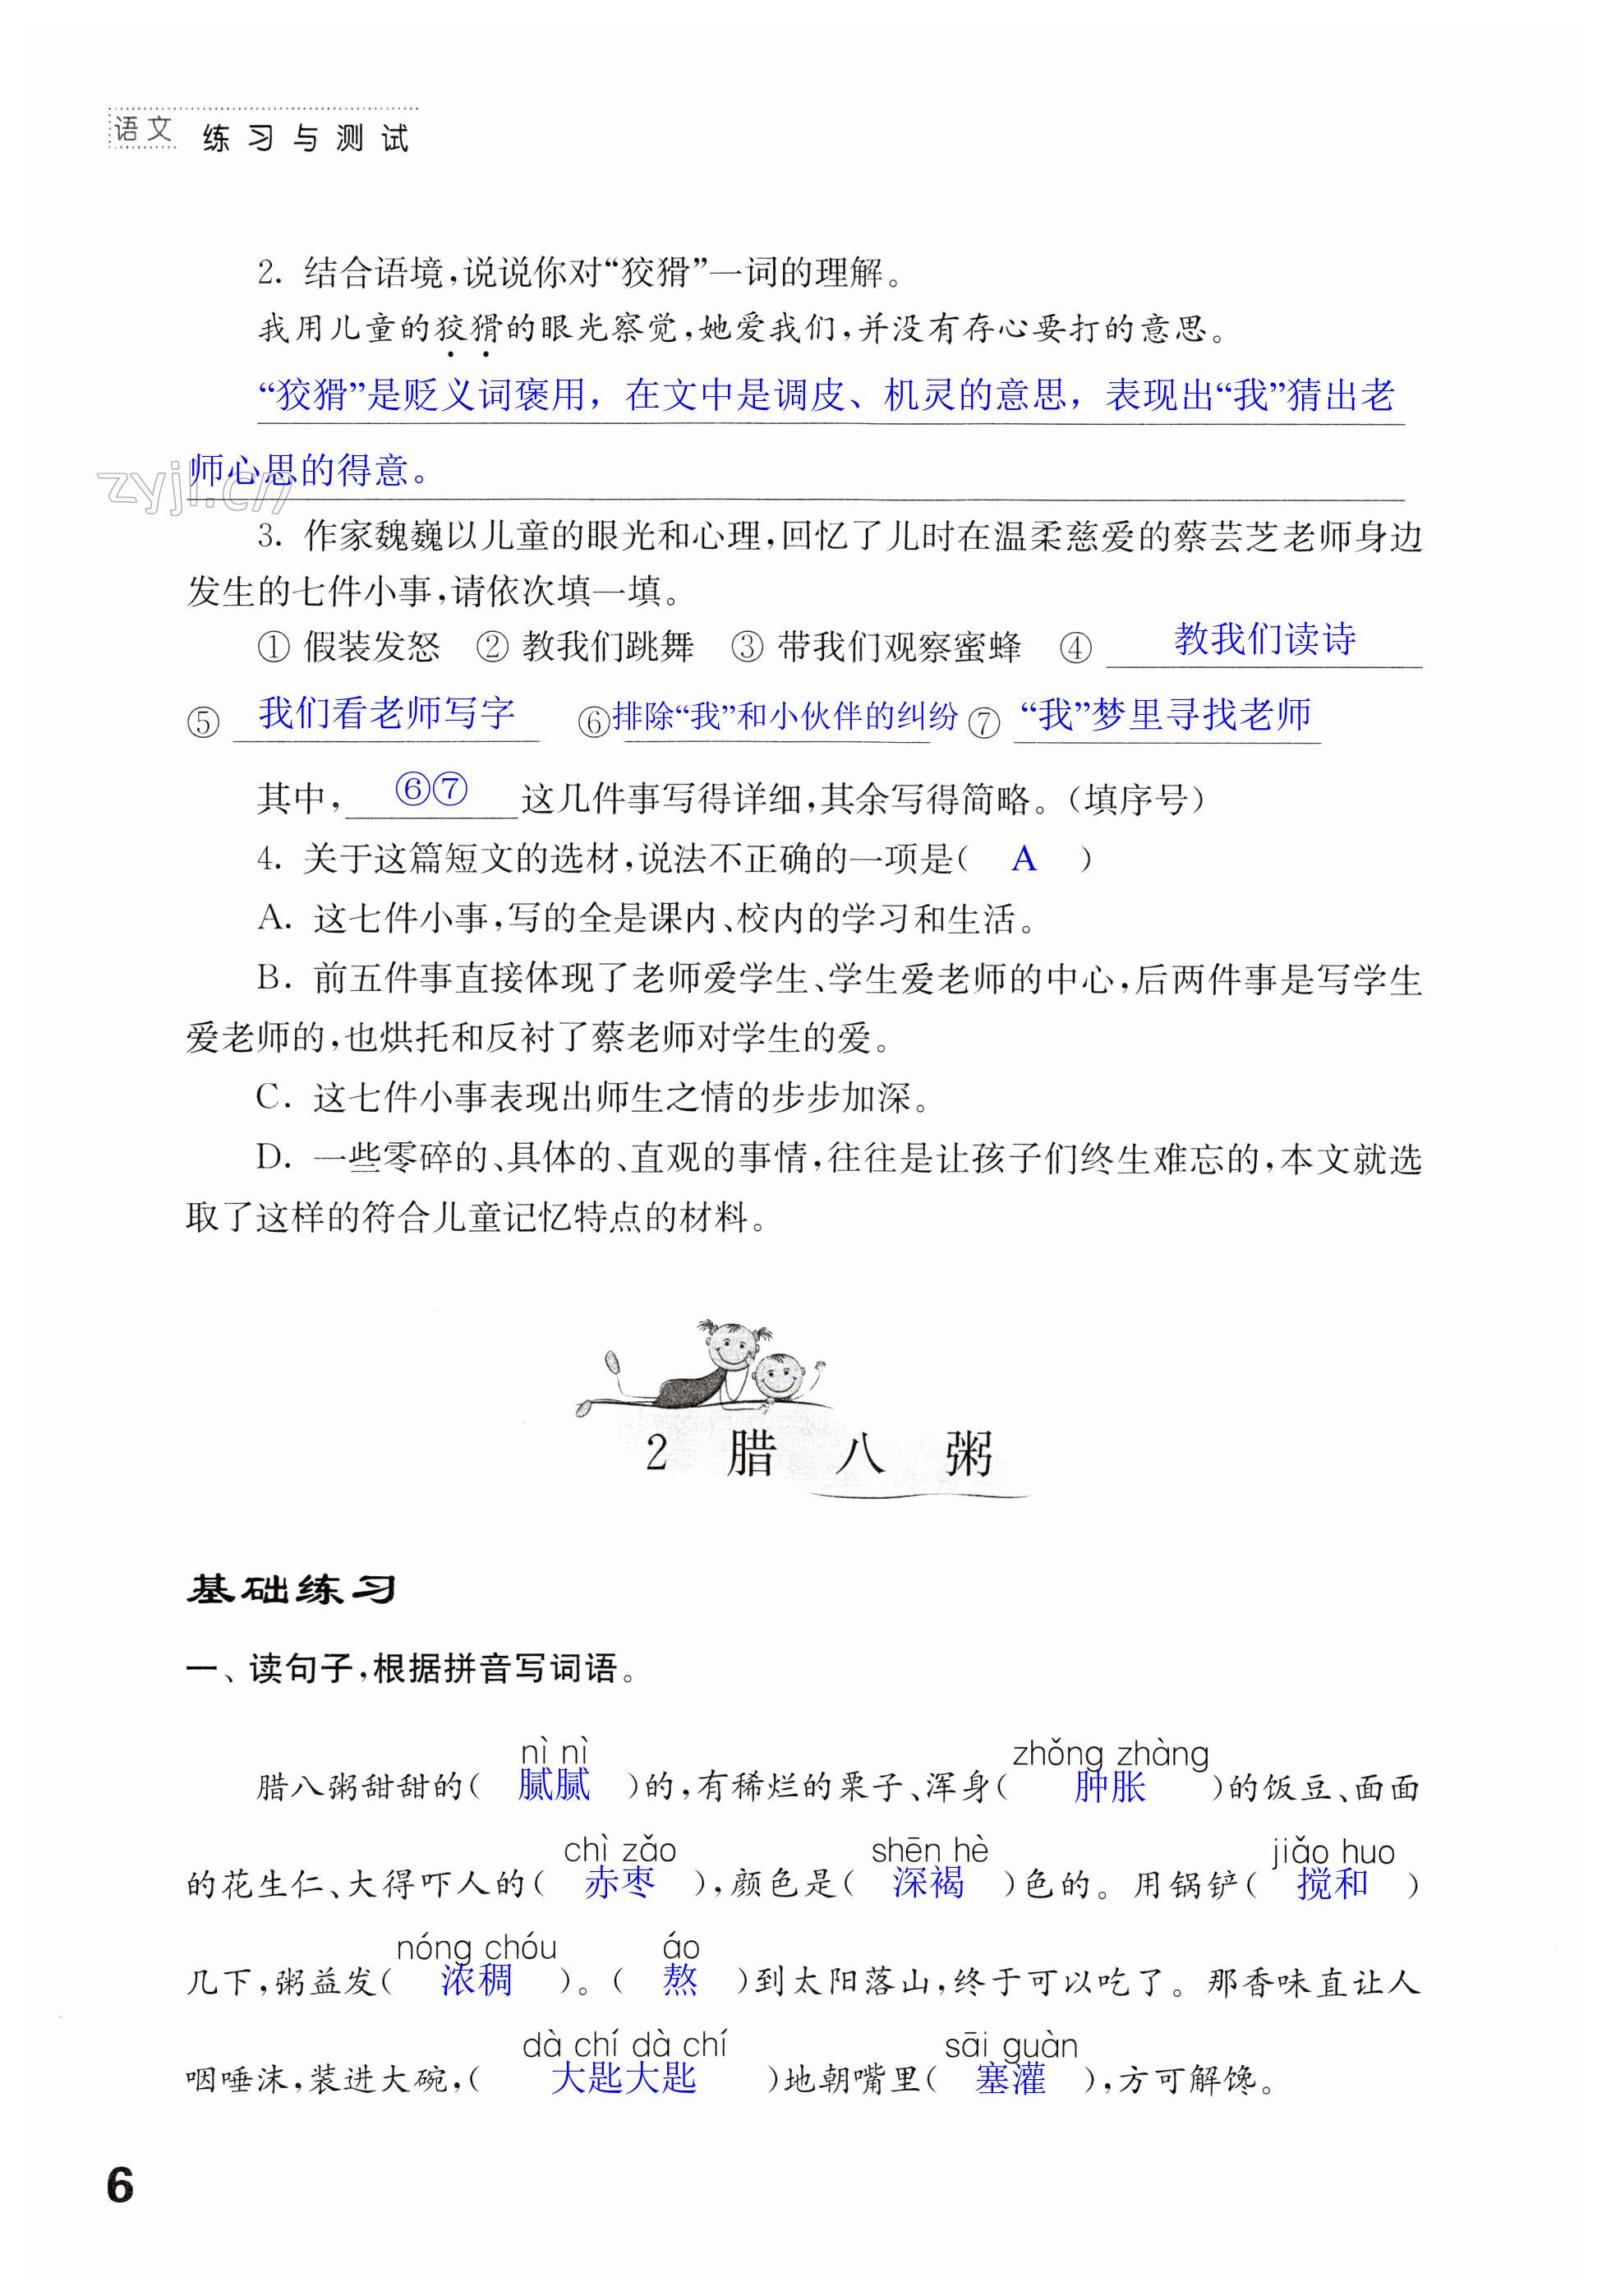 语文 练习与测试
2. 结合语境,说说你对“狡猾”一词的理解。
我用儿童的狡猾的眼光察觉,她爱我们,并没有存心要打的意思。
“狡猾”是贬义词褒用，在文中是调皮、机灵的意思，表现出“我”猜出老
师心思的得意。
zyjl.cn
3. 作家魏巍以儿童的眼光和心理,回忆了儿时在温柔慈爱的蔡芸芝老师身边
发生的七件小事,请依次填一填。
① 假装发怒 ② 教我们跳舞 ③ 带我们观察蜜蜂 ④ 教我们读诗
⑤ 我们看老师写字 ⑥排除“我”和小伙伴的纠纷 ⑦ “我”梦里寻找老师
其中, ⑥⑦ 这几件事写得详细,其余写得简略。(填序号)
4. 关于这篇短文的选材,说法不正确的一项是( A )
A. 这七件小事,写的全是课内、校内的学习和生活。
B. 前五件事直接体现了老师爱学生、学生爱老师的中心,后两件事是写学生
爱老师的,也烘托和反衬了蔡老师对学生的爱。
C. 这七件小事表现出师生之情的步步加深。
D. 一些零碎的、具体的、直观的事情,往往是让孩子们终生难忘的,本文就选
取了这样的符合儿童记忆特点的材料。
2 腊八粥
基础练习
一、读句子,根据拼音写词语。
nì nì zhǒng zhàng
腊八粥甜甜的( 腻腻 )的,有稀烂的栗子、浑身( 肿胀 )的饭豆、面面
chì zǎo shēn hè jiǎo huo
的花生仁、大得吓人的( 赤枣 ),颜色是( 深褐 )色的。用锅铲( 搅和 )
nóng chóu áo
几下,粥益发( 浓稠 )。( 熬 )到太阳落山,终于可以吃了。那香味直让人
dà chí dà chí sāi guàn
咽唾沫,装进大碗,( 大匙大匙 )地朝嘴里( 塞灌 ),方可解馋。
6